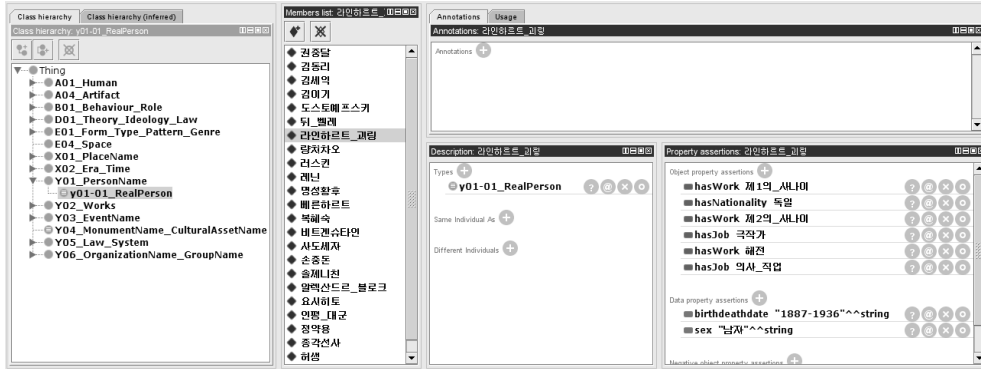 Class hierarchy
Class hierarchy (inferred)
Class hierarchy: y01-01_RealPerson
Thing
A01_Human
A04_Artifact
B01_Behaviour_Role
D01_Theory_Ideology_Law
E01_Form_Type_Pattern_Genre
E04_Space
X01_PlaceName
X02_Era_Time
Y01_PersonName
y01-01_RealPerson
Y02_Works
Y03_EventName
Y04_MonumentName_CulturalAssetName
Y05_Law_System
Y06_OrganizationName_GroupName
Members list: 라인하르트_
권중달
김동리
김세익
김이기
도스토예프스키
뒤_벨레
라인하르트_괴링
량치차오
러스킨
레닌
명성황후
베른하르트
복혜숙
비트겐슈타인
사도세자
손중돈
솔제니친
알렉산드르_블로크
요시히토
인평_대군
정약용
종각선사
허생
Annotations
Usage
Annotations: 라인하르트_괴링
Annotations
Description: 라인하르트_괴링
Types
y01-01_RealPerson
Same Individual As
Different Individuals
Property assertions: 라인하르트_괴링
Object property assertions
hasWork 제1의_사나이
hasNationality 독일
hasWork 제2의_사나이
hasJob 극작가
hasWork 해전
hasJob 의사_직업
Data property assertions
birthdeathdate "1887-1936"^^string
sex "남자"^^string
Negative object property assertions